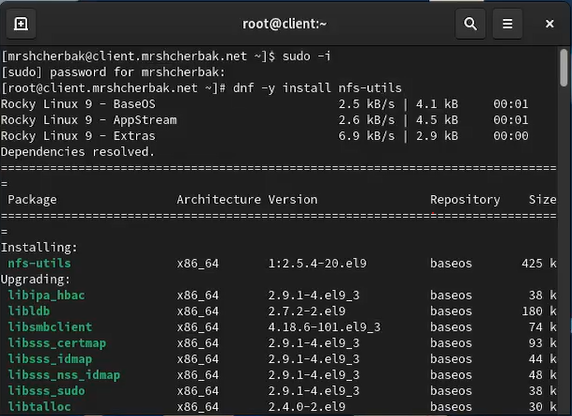 root@client:~
[mrshcherbak@client.mrshcherbak.net ~]$ sudo -i
[sudo] password for mrshcherbak:
[root@client.mrshcherbak.net ~]# dnf -y install nfs-utils
Rocky Linux 9 - BaseOS 2.5 kB/s | 4.1 kB 00:01
Rocky Linux 9 - AppStream 2.6 kB/s | 4.5 kB 00:01
Rocky Linux 9 - Extras 6.9 kB/s | 2.9 kB 00:00
Dependencies resolved.
================================================================================
=
Package Architecture Version Repository Size
================================================================================
=
Installing:
nfs-utils x86_64 1:2.5.4-20.el9 baseos 425 k
Upgrading:
libipa_hbac x86_64 2.9.1-4.el9_3 baseos 38 k
libldb x86_64 2.7.2-2.el9 baseos 180 k
libsmbclient x86_64 4.18.6-101.el9_3 baseos 74 k
libsss_certmap x86_64 2.9.1-4.el9_3 baseos 93 k
libsss_idmap x86_64 2.9.1-4.el9_3 baseos 44 k
libsss_nss_idmap x86_64 2.9.1-4.el9_3 baseos 48 k
libsss_sudo x86_64 2.9.1-4.el9_3 baseos 38 k
libtalloc x86_64 2.4.0-2.el9 baseos 30 k